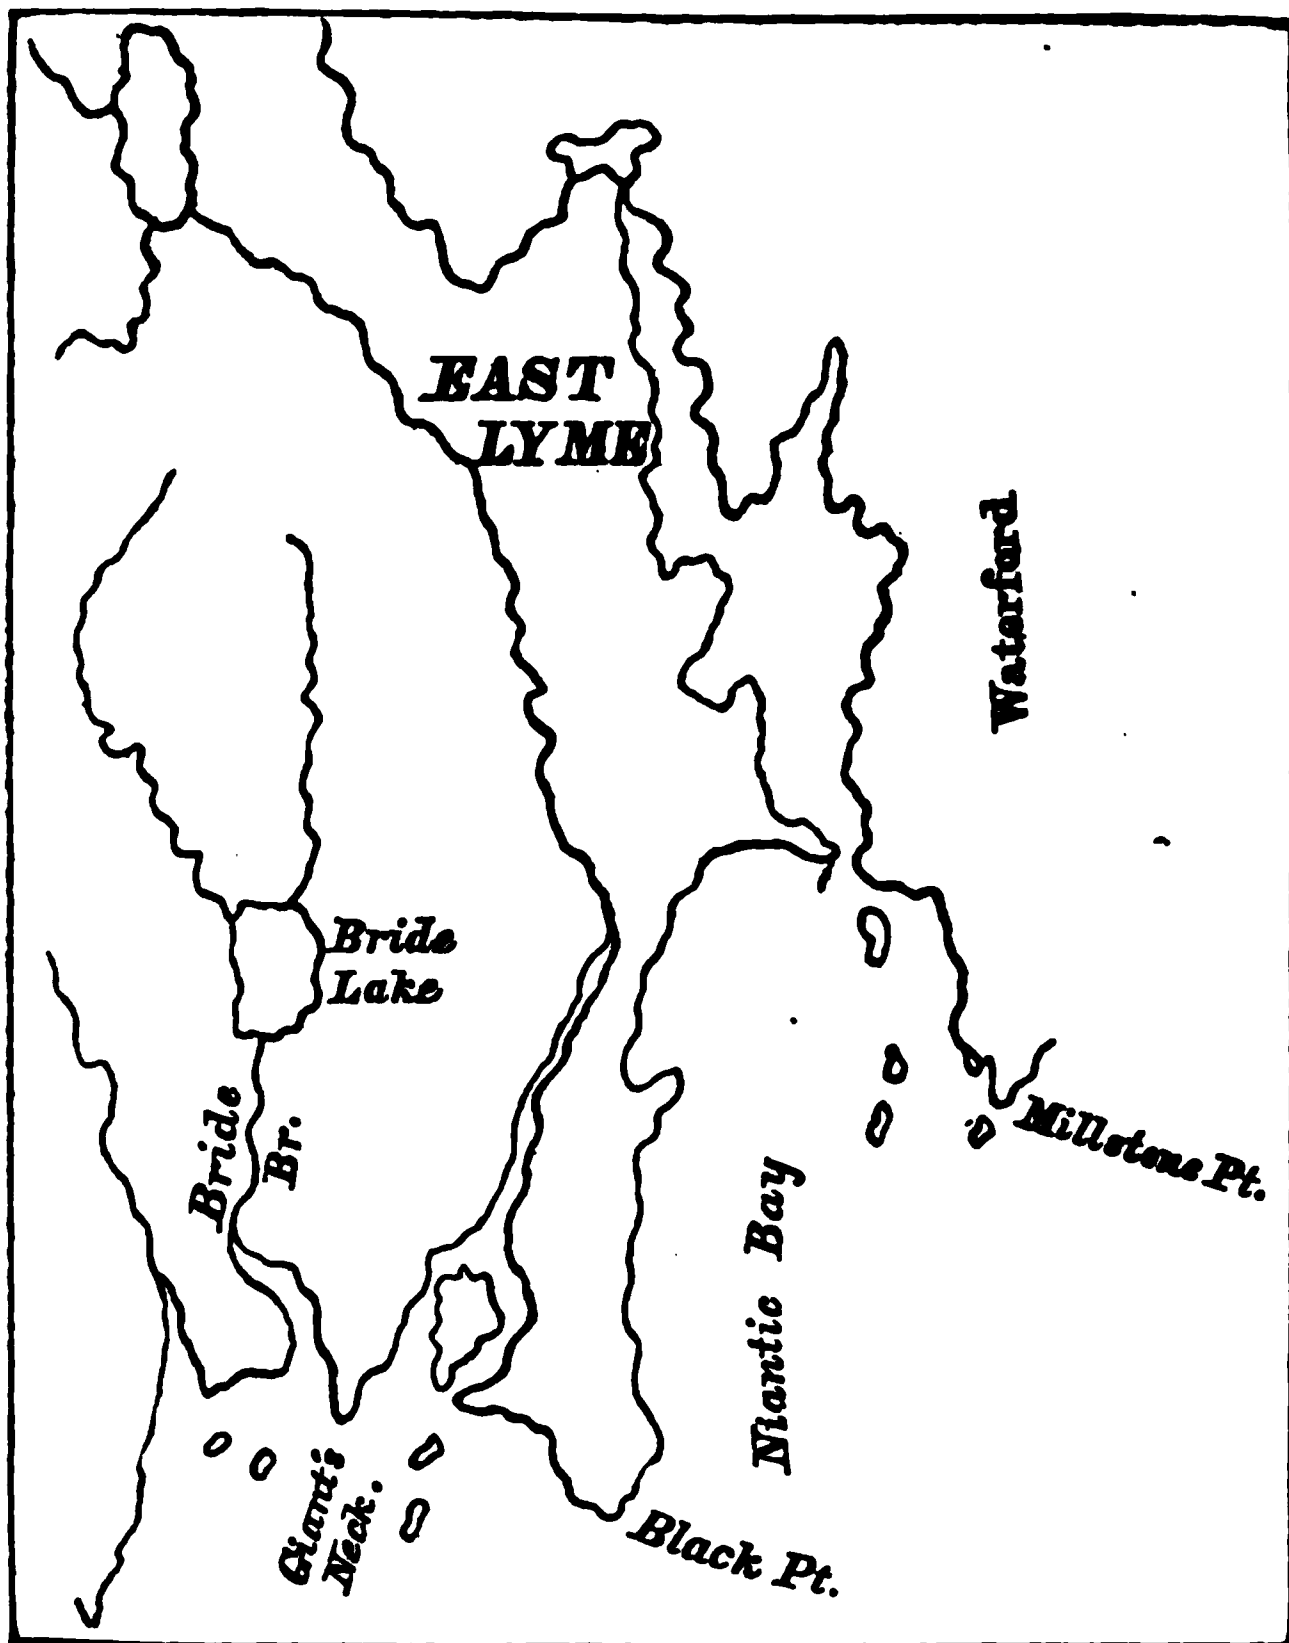 EAST
LYME
Waterford
Bride
Lake
Bride
Br.
Millstone Pt.
Niantic Bay
Giant's
Neck.
Black Pt.